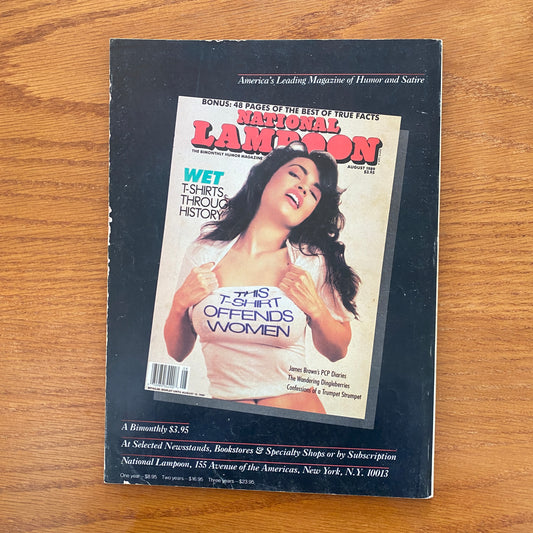 America's Leading Magazine of Humor and Satire
BONUS: 48 PAGES OF THE BEST OF TRUE FACTS
NATIONAL
LAMPOON
THE BIMONTHLY HUMOR MAGAZINE
AUGUST 1989
$3.95
WET
T-SHIRTS
THROUGH
HISTORY
THIS
T-SHIRT
OFFENDS
WOMEN
James Brown's PCP Diaries
The Wandering Dingleberries
Confessions of a Trumpet Strumpet
A Bimonthly $3.95
At Selected Newsstands, Bookstores & Specialty Shops or by Subscription
National Lampoon, 155 Avenue of the Americas, New York, N.Y. 10013
One year—$8.95 Two years—$16.95 Three years—$23.95